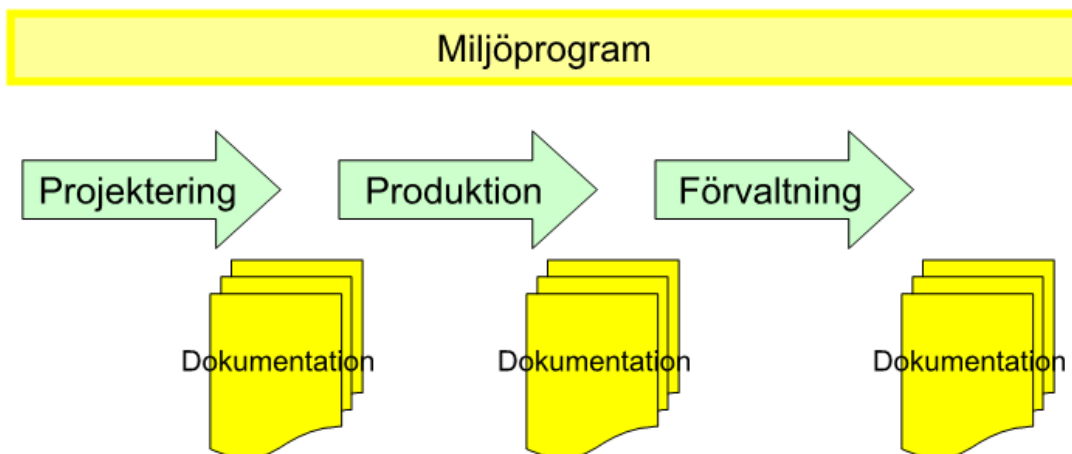 Miljöprogram
Projektering
Produktion
Förvaltning
Dokumentation
Dokumentation
Dokumentation